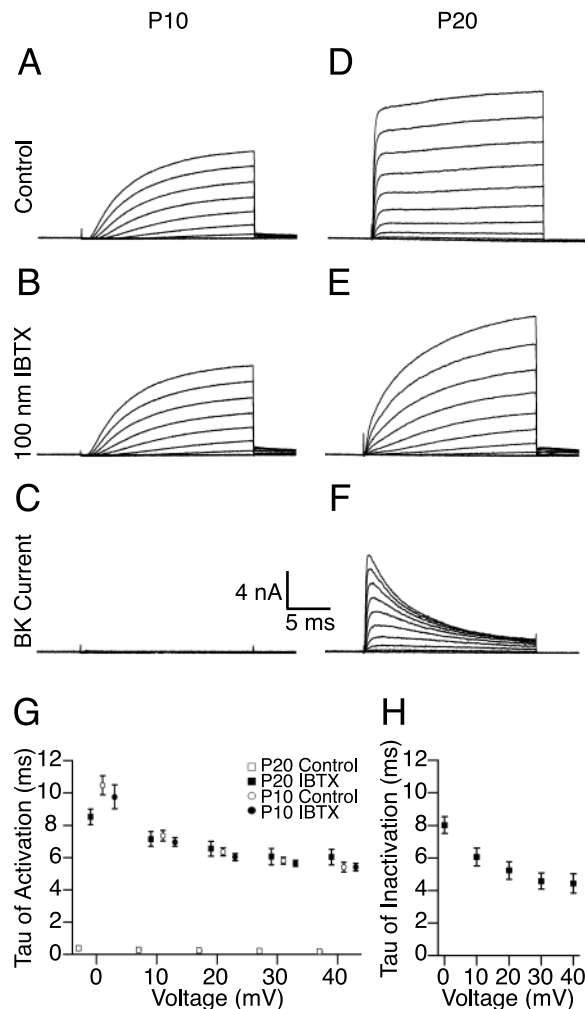 P10 P20
A D
Control
B E
100 nm IBTX
C F
BK Current
4 nA
5 ms
G H
Tau of Activation (ms)
12
10
8
6
4
2
0
P20 Control
P20 IBTX
P10 Control
P10 IBTX
0 10 20 30 40
Voltage (mV)
Tau of Inactivation (ms)
12
10
8
6
4
2
0
0 10 20 30 40
Voltage (mV)